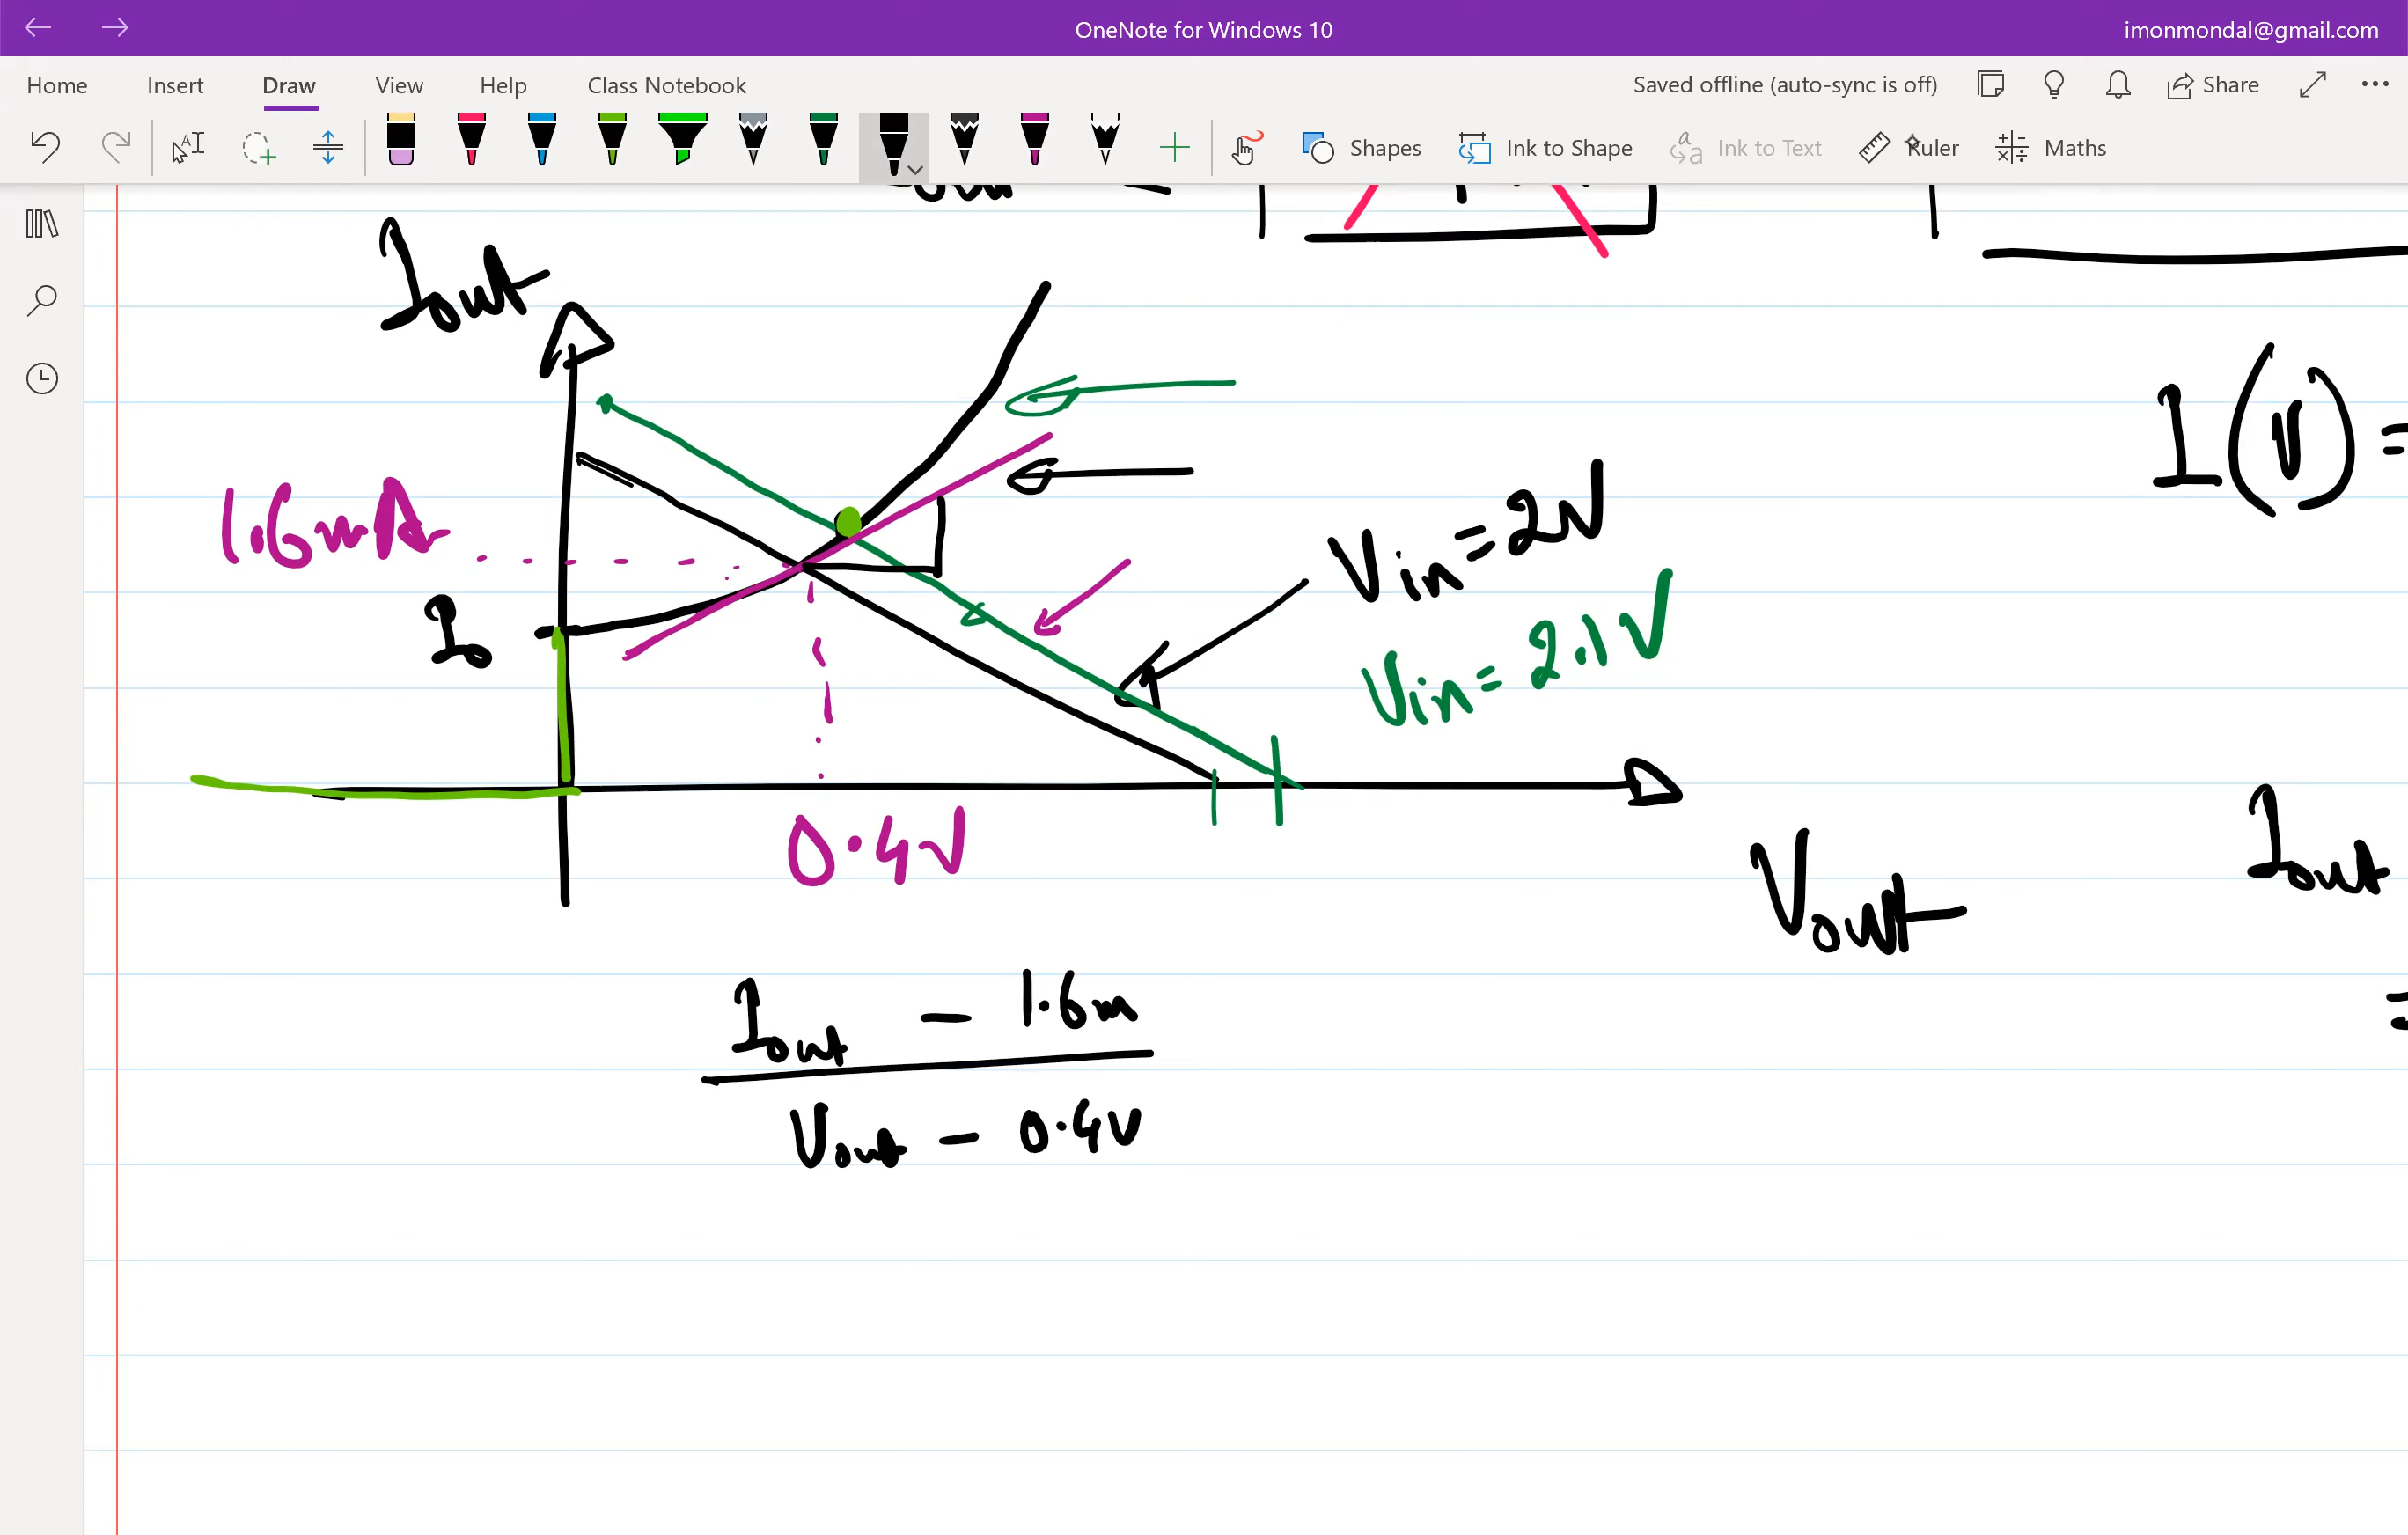 OneNote for Windows 10
imonmondal@gmail.com
Home Insert Draw View Help Class Notebook
Saved offline (auto-sync is off) Share
Shapes Ink to Shape Ink to Text Ruler Maths
Iout
I(V) =
1.6mA
Vin = 2V
Io
Vin = 2.1V
0.4V
Vout
Iout
=
Iout - 1.6m
Vout - 0.4V